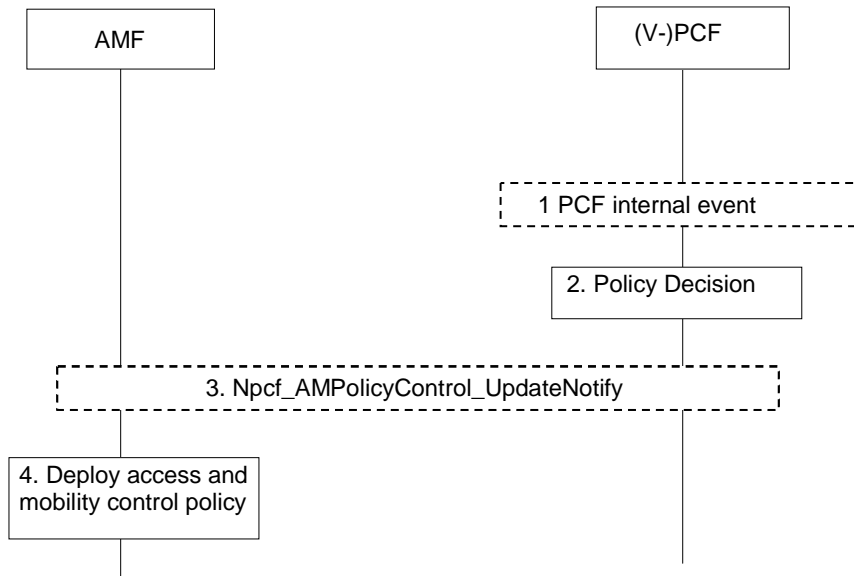 AMF
(V-)PCF
1 PCF internal event
2. Policy Decision
3. Npcf_AMPolicyControl_UpdateNotify
4. Deploy access and
mobility control policy